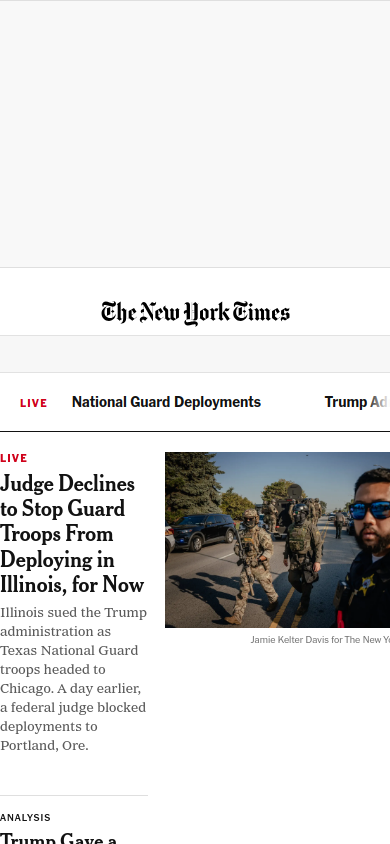 The New York Times
LIVE
National Guard Deployments
Trump Ad
LIVE
Judge Declines
to Stop Guard
Troops From
Deploying in
Illinois, for Now
Illinois sued the Trump
administration as
Texas National Guard
troops headed to
Chicago. A day earlier,
a federal judge blocked
deployments to
Portland, Ore.
Jamie Kelter Davis for The New Yo
ANALYSIS
Trump Gave a